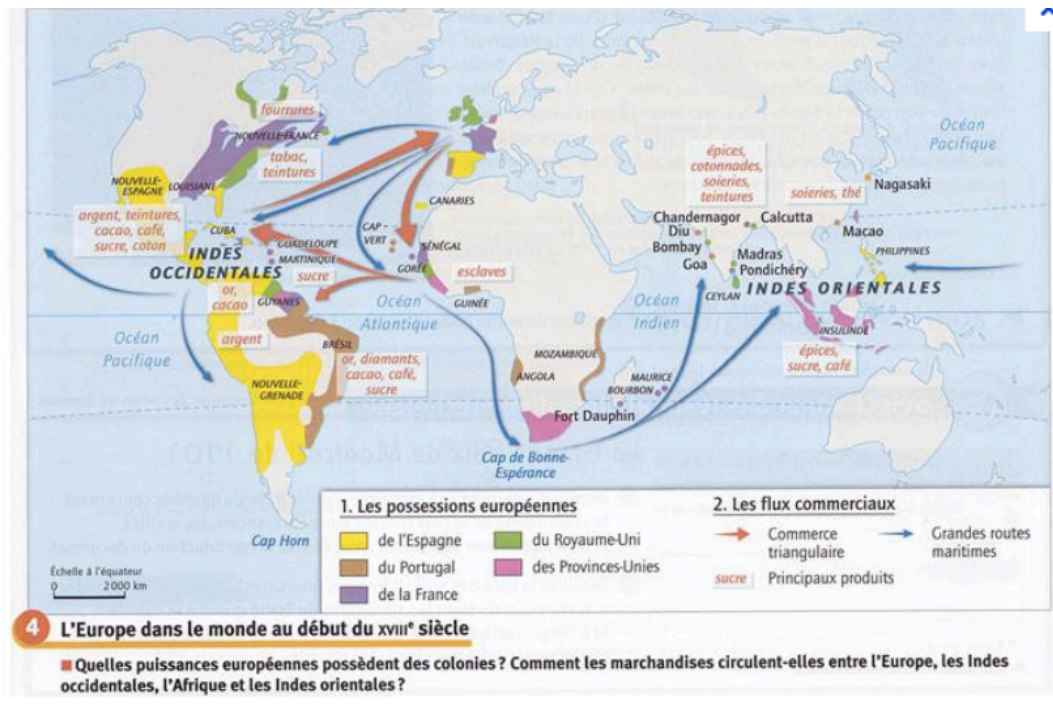 fourrures
NOUVELLE-FRANCE
tabac,
teintures
NOUVELLE-
ESPAGNE
LOUISIANE
argent, teintures,
cacao, café,
sucre, coton
CUBA
GUADELOUPE
MARTINIQUE
sucre
INDES
OCCIDENTALES
or,
cacao
GUYANES
argent
BRÉSIL
or, diamants,
cacao, café,
sucre
NOUVELLE-
GRENADE
Océan
Pacifique
Cap Horn
CANARIES
CAP-
VERT
SÉNÉGAL
GORÉE
esclaves
GUINÉE
Océan
Atlantique
ANGOLA
MOZAMBIQUE
MAURICE
BOURBON
Fort Dauphin
Cap de Bonne-
Espérance
Océan
Indien
épices,
cotonnades,
soieries,
teintures
Chandernagor
Calcutta
Diu
Bombay
Goa
Madras
Pondichéry
CEYLAN
INDES ORIENTALES
soieries, thé
Nagasaki
Macao
PHILIPPINES
INSULINDE
épices,
sucre, café
Océan
Pacifique
Échelle à l'équateur
0 2 000 km
1. Les possessions européennes
de l'Espagne
du Portugal
de la France
du Royaume-Uni
des Provinces-Unies
2. Les flux commerciaux
Commerce
triangulaire
Grandes routes
maritimes
sucre Principaux produits
4 L'Europe dans le monde au début du XVIIIe siècle
Quelles puissances européennes possèdent des colonies ? Comment les marchandises circulent-elles entre l'Europe, les Indes
occidentales, l'Afrique et les Indes orientales ?